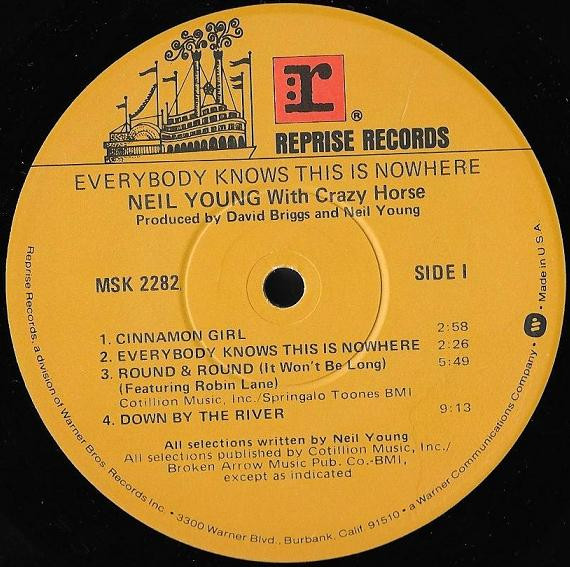 r
®
REPRISE RECORDS
EVERYBODY KNOWS THIS IS NOWHERE
NEIL YOUNG With Crazy Horse
Produced by David Briggs and Neil Young
MSK 2282
SIDE I
1. CINNAMON GIRL 2:58
2. EVERYBODY KNOWS THIS IS NOWHERE 2:26
3. ROUND & ROUND (It Won't Be Long) 5:49
(Featuring Robin Lane)
Cotillion Music, Inc./Springalo Toones BMI
4. DOWN BY THE RIVER 9:13
All selections written by Neil Young
All selections published by Cotillion Music, Inc./
Broken Arrow Music Pub. Co.-BMI,
except as indicated
Reprise Records, a division of Warner Bros. Records Inc. • 3300 Warner Blvd., Burbank, Calif. 91510 • a Warner Communications Company • W • Made in U.S.A.